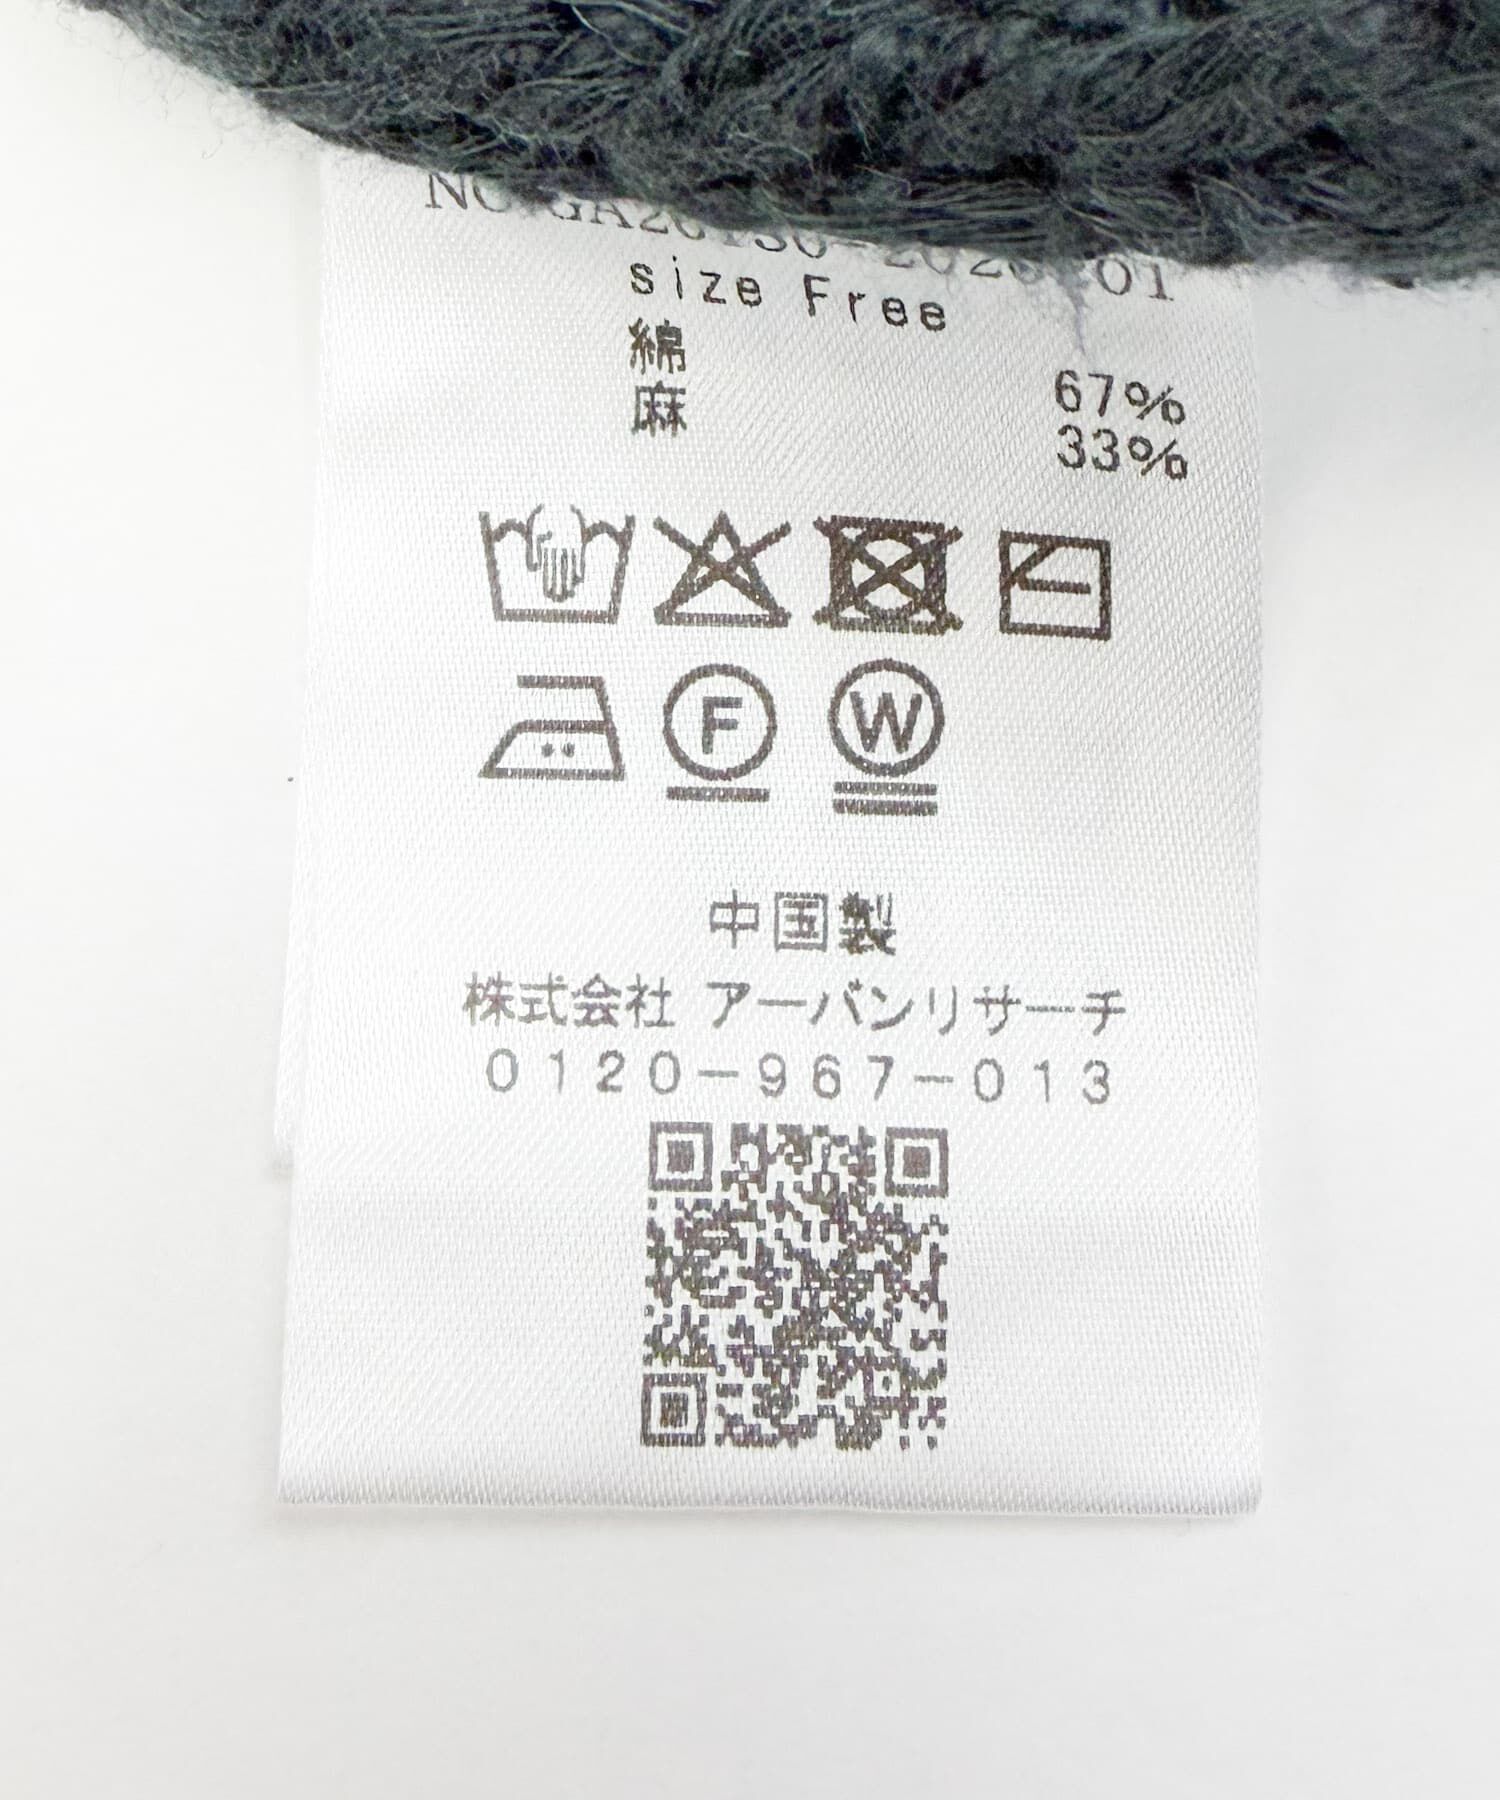 size Free
綿 67%
麻 33%
F W
中国製
株式会社 アーバンリサーチ
0120-967-013